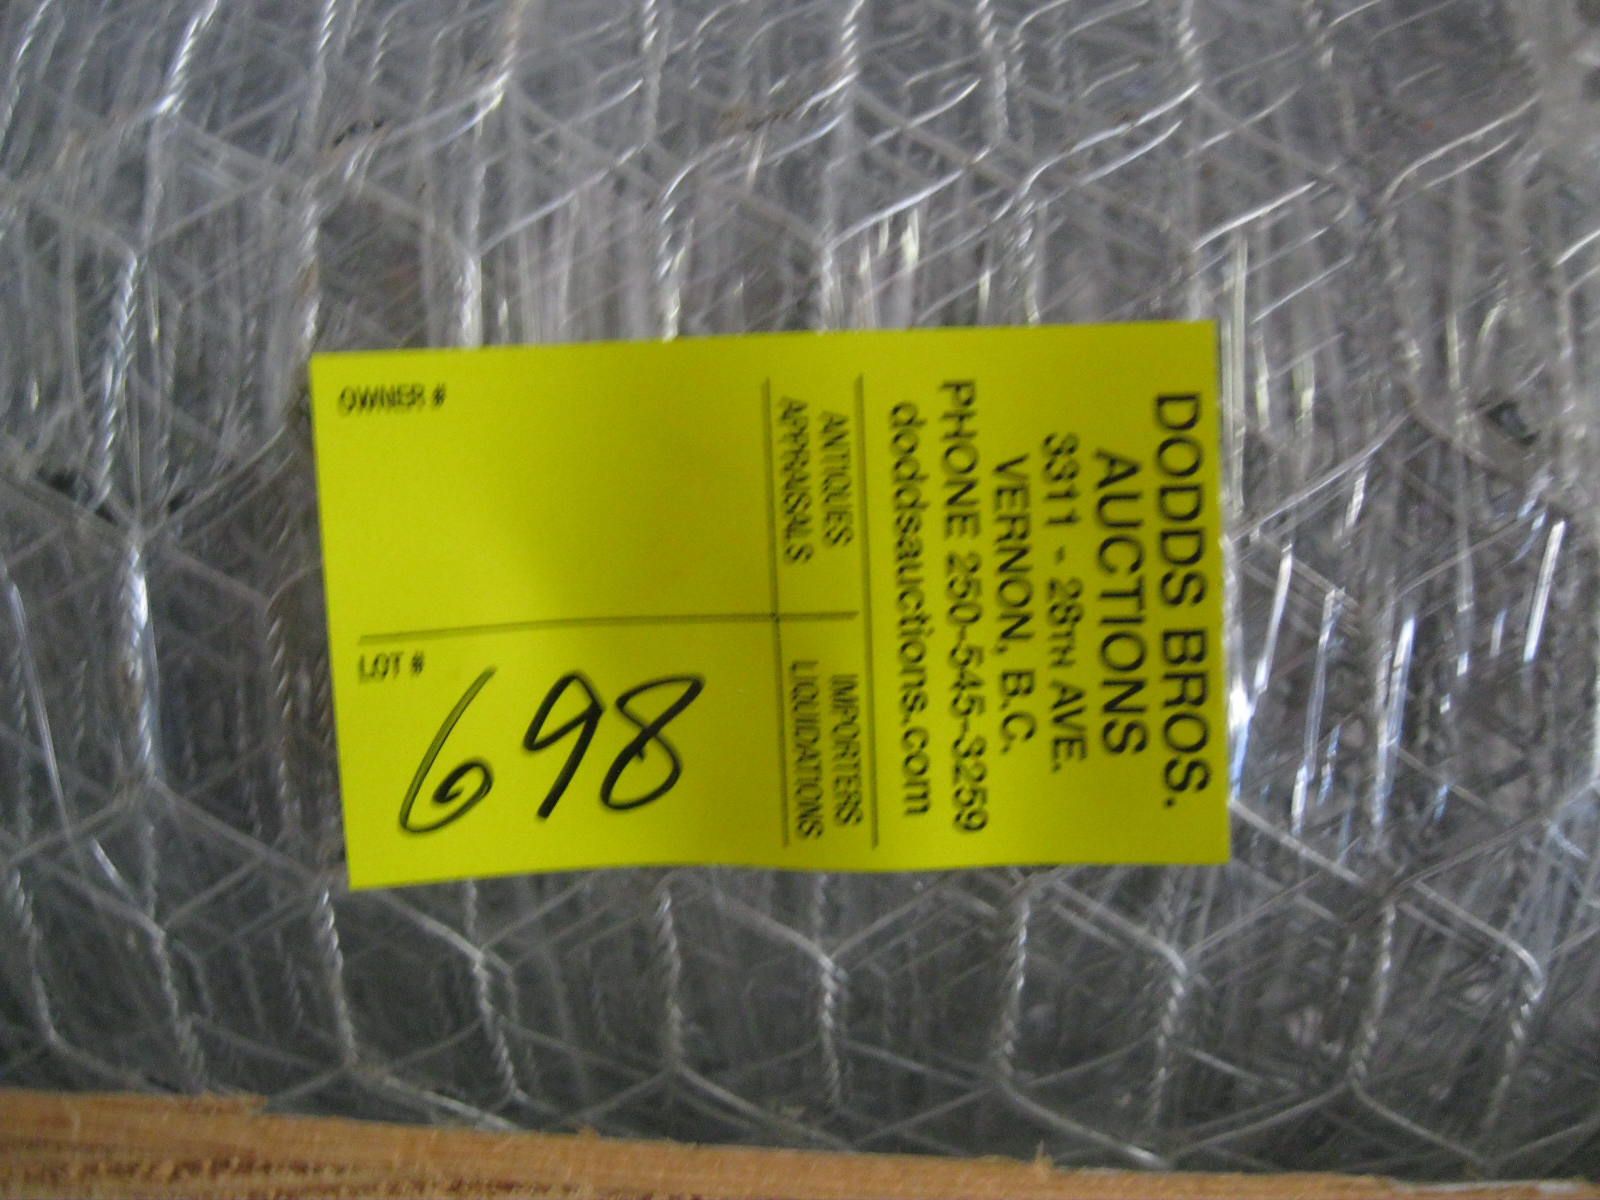 DODDS BROS.
AUCTIONS
3311 - 28TH AVE.
VERNON, B.C.
PHONE 250-545-3259
doddsauctions.com
ANTIQUES
APPRAISALS
IMPORTERS
LIQUIDATIONS
OWNER #
LOT #
698